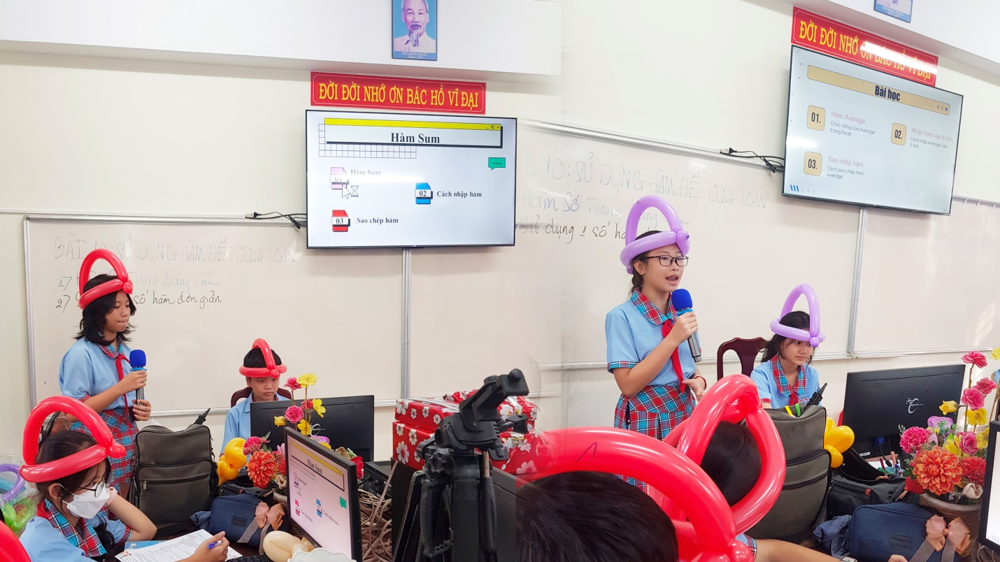 ĐỜI ĐỜI NHỚ ƠN BÁC HỒ VĨ ĐẠI
Hàm Sum
Hàm Sum
02
Cách nhập hàm
03
Sao chép hàm
BÀI 10: SỬ DỤNG HÀM ĐỂ TÍNH TOÁN
1/
trong bảng tính
2/
số hàm đơn giản
Hàm Sum
Cách nhập hàm
Sao chép hàm
ĐỜI ĐỜI NHỚ ƠN BÁC HỒ VĨ ĐẠI
Bài học
01.
Hàm Average
Chức năng của Average
trong Excel
02.
Nhập hàm vào ô tính
Cách nhập Average vào
ô tính
03.
Sao chép hàm
Cách sao chép hàm
Average
10: SỬ DỤNG HÀM ĐỂ TÍNH TOÁN
Hàm số trong
Sử dụng 1 số